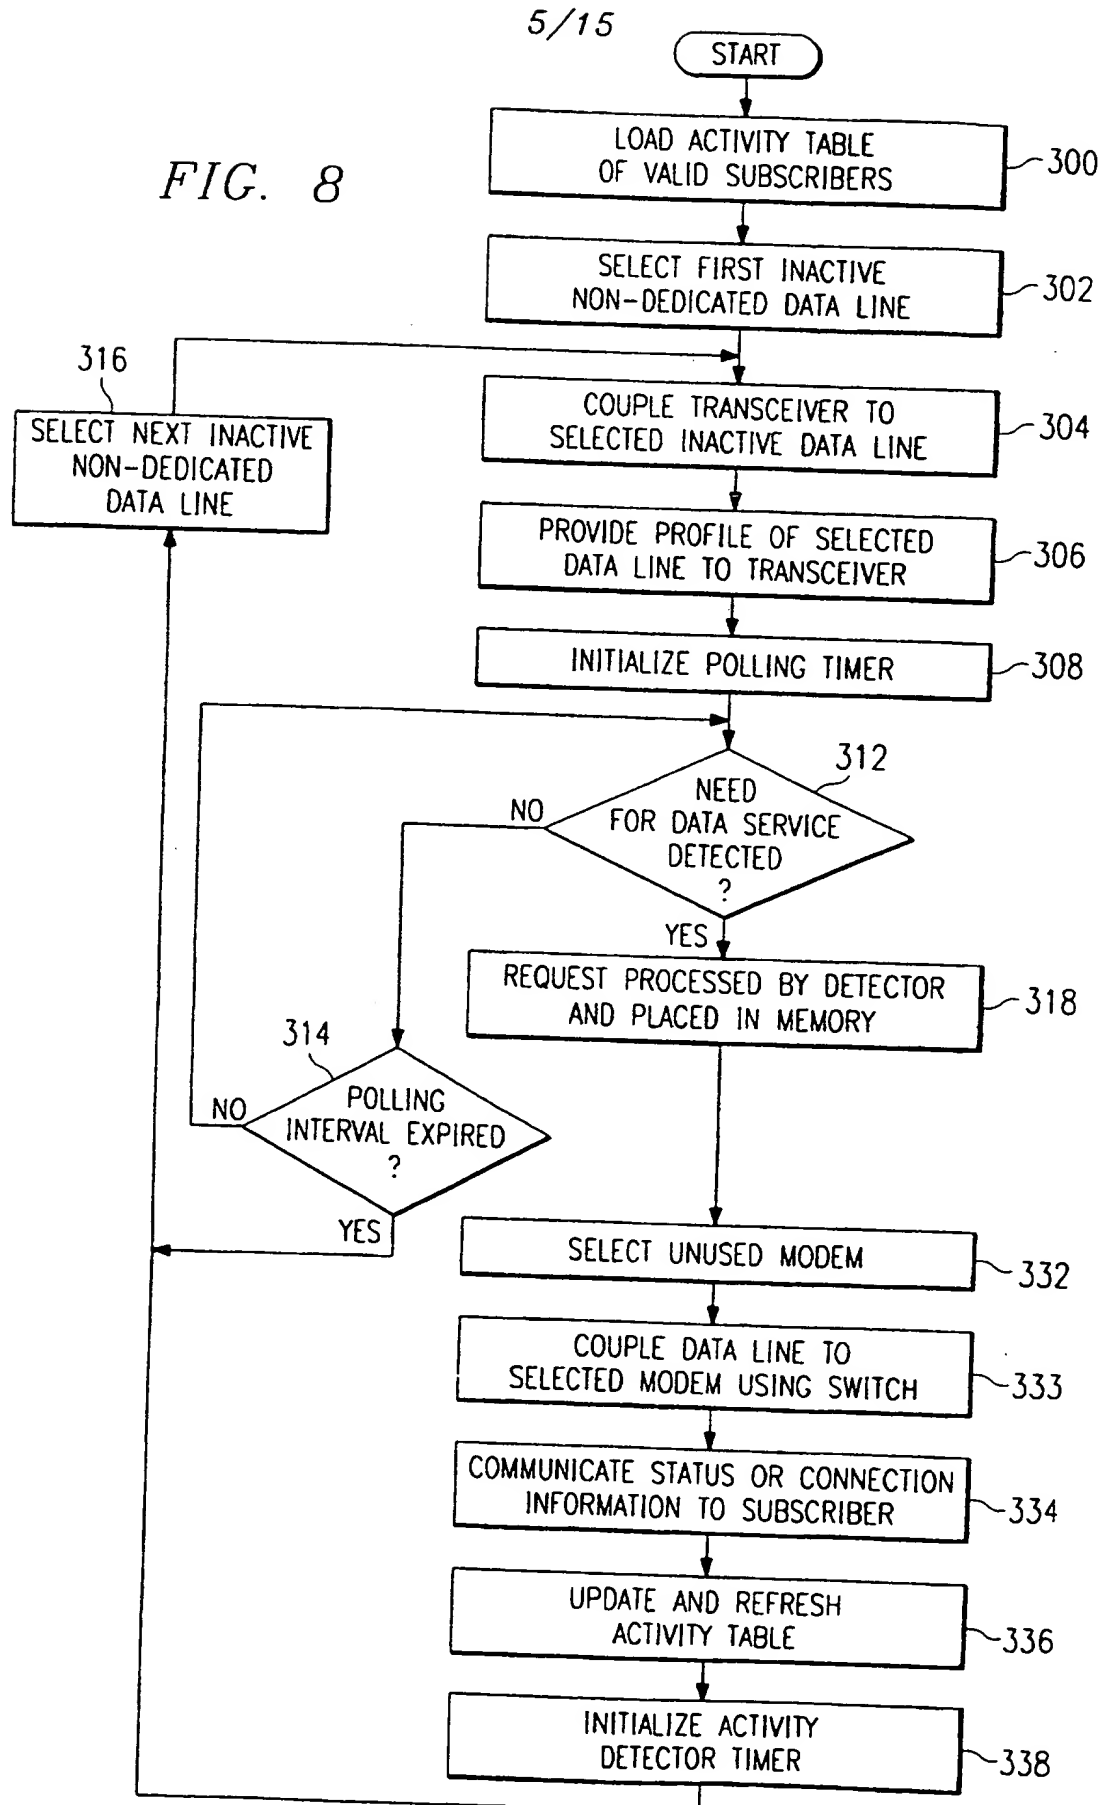 5/15
START
FIG. 8
LOAD ACTIVITY TABLE
OF VALID SUBSCRIBERS
300
SELECT FIRST INACTIVE
NON-DEDICATED DATA LINE
302
316
SELECT NEXT INACTIVE
NON-DEDICATED
DATA LINE
COUPLE TRANSCEIVER TO
SELECTED INACTIVE DATA LINE
304
PROVIDE PROFILE OF SELECTED
DATA LINE TO TRANSCEIVER
306
INITIALIZE POLLING TIMER
308
312
NEED
FOR DATA SERVICE
DETECTED
?
NO
YES
REQUEST PROCESSED BY DETECTOR
AND PLACED IN MEMORY
318
314
POLLING
INTERVAL EXPIRED
?
NO
YES
SELECT UNUSED MODEM
332
COUPLE DATA LINE TO
SELECTED MODEM USING SWITCH
333
COMMUNICATE STATUS OR CONNECTION
INFORMATION TO SUBSCRIBER
334
UPDATE AND REFRESH
ACTIVITY TABLE
336
INITIALIZE ACTIVITY
DETECTOR TIMER
338